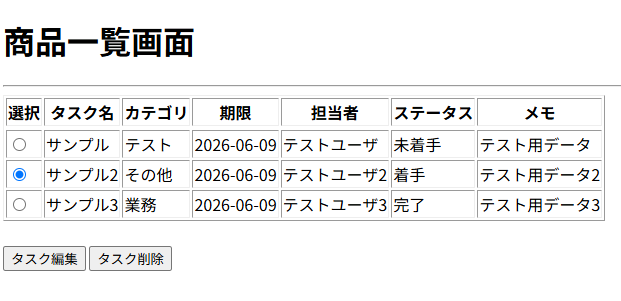 商品一覧画面
選択 タスク名 カテゴリ 期限 担当者 ステータス メモ
サンプル テスト 2026-06-09 テストユーザ 未着手 テスト用データ
サンプル2 その他 2026-06-09 テストユーザ2 着手 テスト用データ2
サンプル3 業務 2026-06-09 テストユーザ3 完了 テスト用データ3
タスク編集 タスク削除